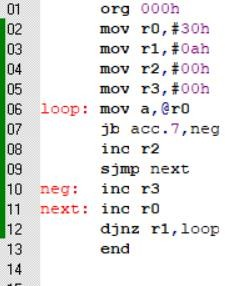 01 org 000h
02 mov r0,#30h
03 mov r1,#0ah
04 mov r2,#00h
05 mov r3,#00h
06 loop: mov a,@r0
07 jb acc.7,neg
08 inc r2
09 sjmp next
10 neg: inc r3
11 next: inc r0
12 djnz r1,loop
13 end
14